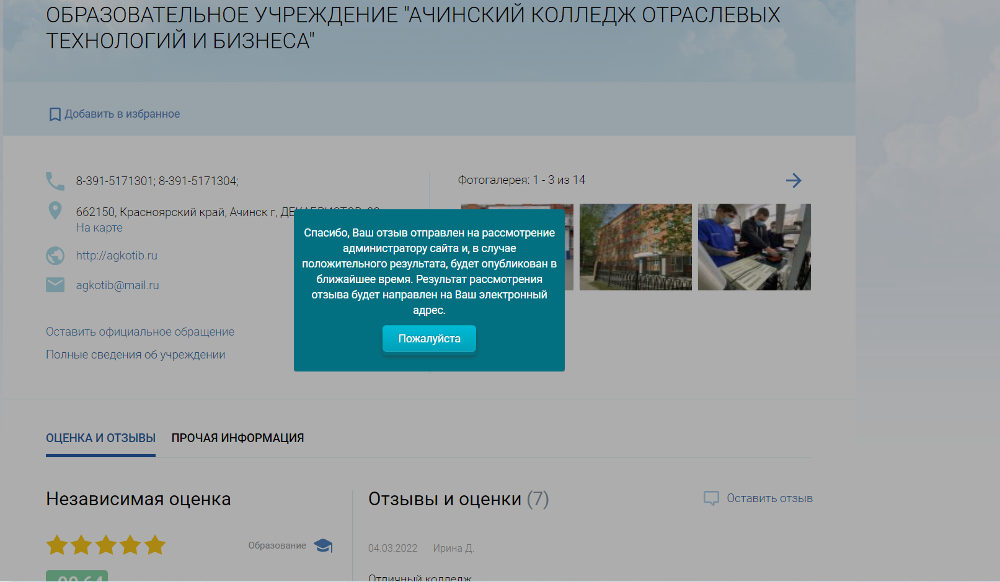 ОБРАЗОВАТЕЛЬНОЕ УЧРЕЖДЕНИЕ "АЧИНСКИЙ КОЛЛЕДЖ ОТРАСЛЕВЫХ
ТЕХНОЛОГИЙ И БИЗНЕСА"
Добавить в избранное
8-391-5171301; 8-391-5171304;
662150, Красноярский край, Ачинск г,
На карте
http://agkotib.ru
agkotib@mail.ru
Оставить официальное обращение
Полные сведения об учреждении
Фотогалерея: 1 - 3 из 14
Спасибо, Ваш отзыв отправлен на рассмотрение
администратору сайта и, в случае
положительного результата, будет опубликован в
ближайшее время. Результат рассмотрения
отзыва будет направлен на Ваш электронный
адрес.
Пожалуйста
ОЦЕНКА И ОТЗЫВЫ ПРОЧАЯ ИНФОРМАЦИЯ
Независимая оценка
Образование
Отзывы и оценки (7)
Оставить отзыв
04.03.2022 Ирина Д.
Отличный колледж